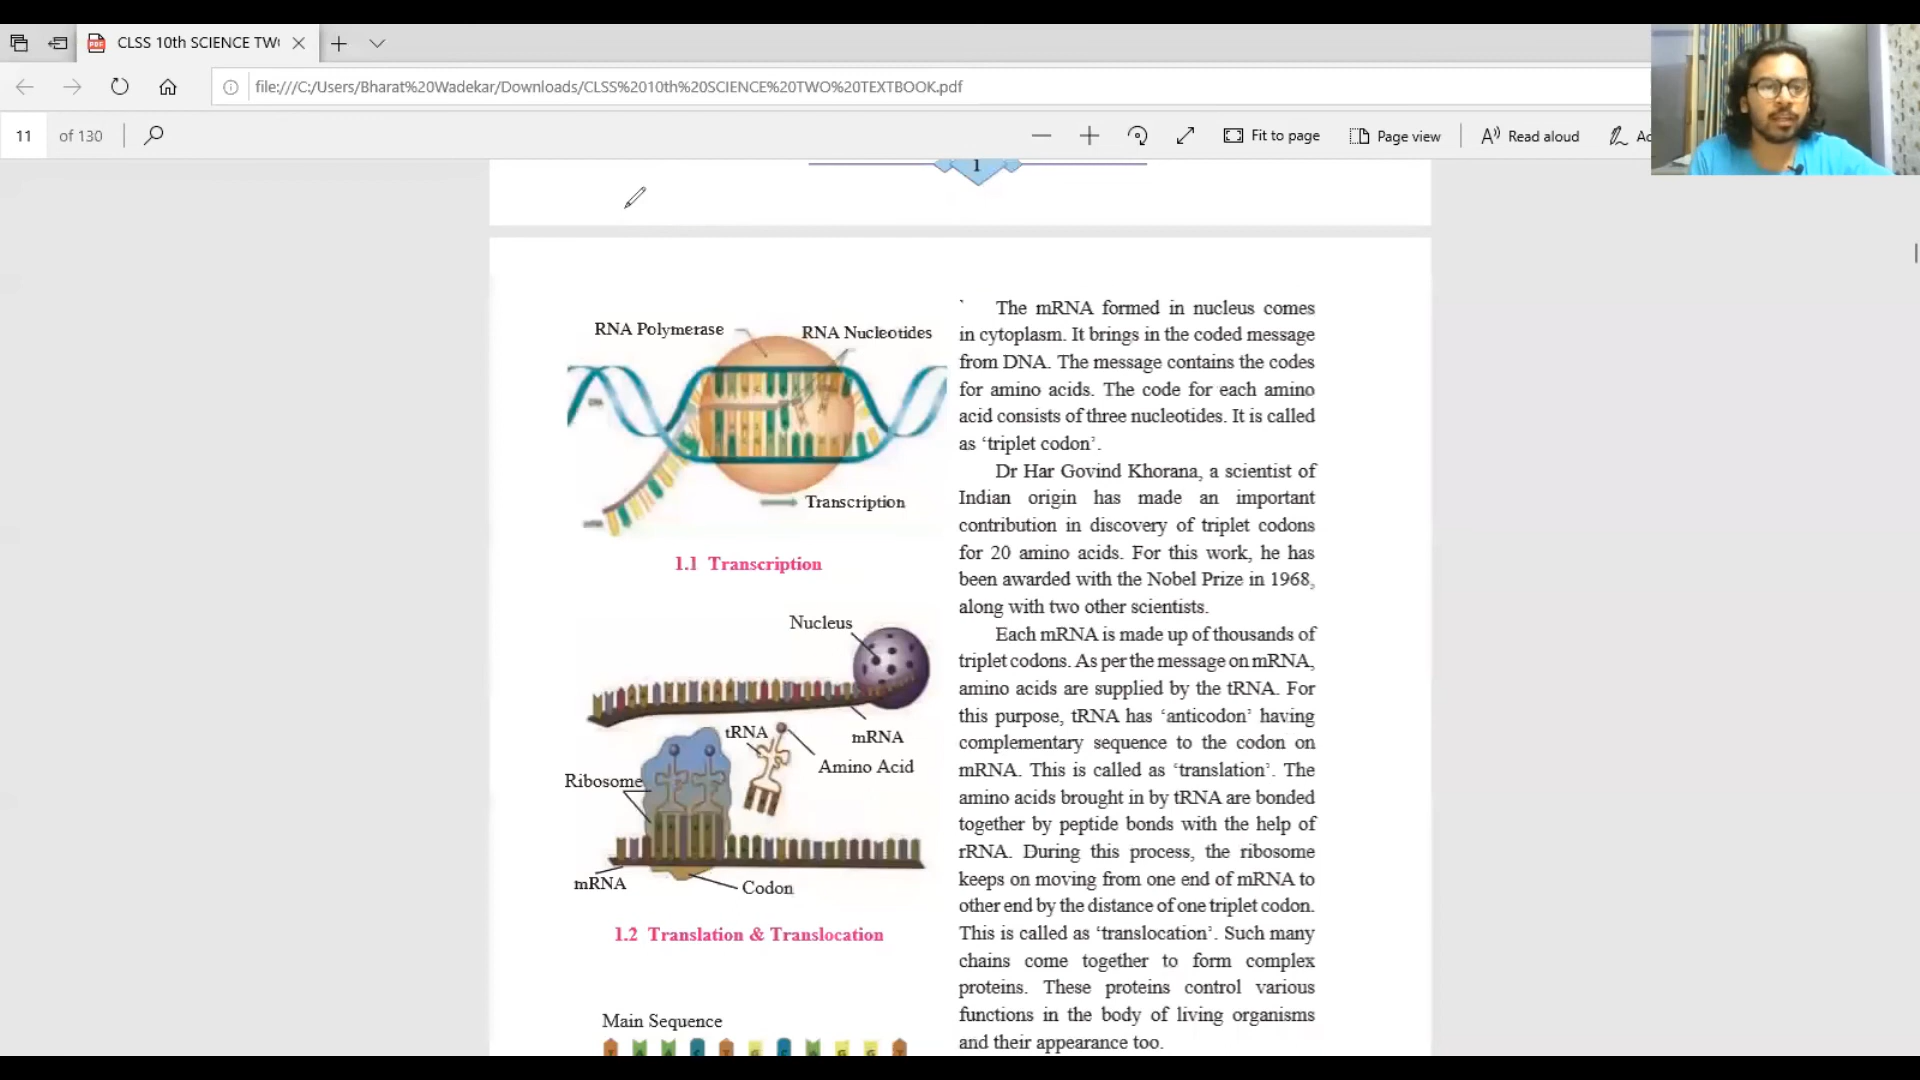 CLSS 10th SCIENCE TW
file:///C:/Users/Bharat%20Wadekar/Downloads/CLSS%2010th%20SCIENCE%20TWO%20TEXTBOOK.pdf
11 of 130
Fit to page
Page view
Read aloud
1
RNA Polymerase
RNA Nucleotides
Transcription
1.1 Transcription
Nucleus
tRNA
mRNA
Amino Acid
Ribosome
mRNA
Codon
1.2 Translation & Translocation
Main Sequence
The mRNA formed in nucleus comes
in cytoplasm. It brings in the coded message
from DNA. The message contains the codes
for amino acids. The code for each amino
acid consists of three nucleotides. It is called
as ‘triplet codon’.
Dr Har Govind Khorana, a scientist of
Indian origin has made an important
contribution in discovery of triplet codons
for 20 amino acids. For this work, he has
been awarded with the Nobel Prize in 1968,
along with two other scientists.
Each mRNA is made up of thousands of
triplet codons. As per the message on mRNA,
amino acids are supplied by the tRNA. For
this purpose, tRNA has ‘anticodon’ having
complementary sequence to the codon on
mRNA. This is called as ‘translation’. The
amino acids brought in by tRNA are bonded
together by peptide bonds with the help of
rRNA. During this process, the ribosome
keeps on moving from one end of mRNA to
other end by the distance of one triplet codon.
This is called as ‘translocation’. Such many
chains come together to form complex
proteins. These proteins control various
functions in the body of living organisms
and their appearance too.